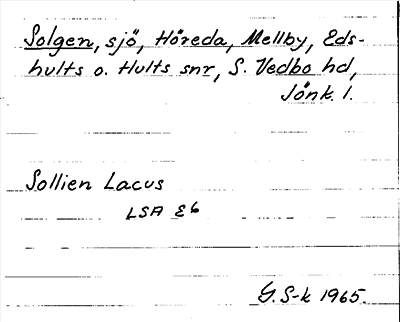 Solgen, sjö, Höreda, Mellby, Eds-
hults o. Hults snr, S. Vedbo hd,
Jönk. l.
Sollien Lacus
LSA E6
G. S-k 1965.